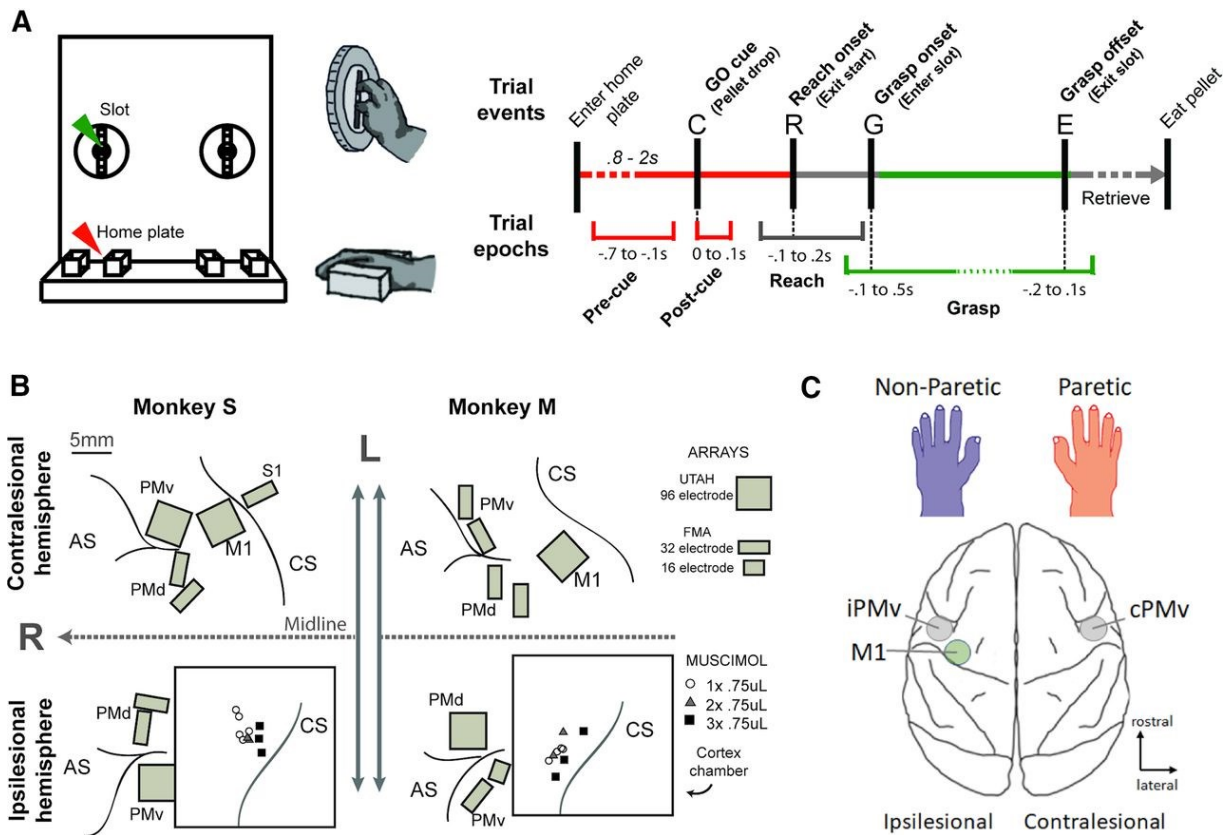 A
Slot
Home plate
Trial
events
Enter home
plate
GO cue
(Pellet drop)
Reach onset
(Exit start)
Grasp onset
(Enter slot)
Grasp offset
(Exit slot)
Eat pellet
C
R
G
E
.8 - 2s
Retrieve
Trial
epochs
-.7 to -.1s
0 to .1s
-.1 to .2s
-.1 to .5s
-.2 to .1s
Pre-cue
Post-cue
Reach
Grasp
B
Monkey S
Monkey M
Contralesional
hemisphere
5mm
PMv
S1
AS
M1
CS
PMd
L
PMv
CS
AS
M1
PMd
ARRAYS
UTAH
96 electrode
FMA
32 electrode
16 electrode
R
Midline
Ipsilesional
hemisphere
PMd
CS
AS
PMv
PMd
CS
AS
PMv
MUSCIMOL
1x .75uL
2x .75uL
3x .75uL
Cortex
chamber
C
Non-Paretic
Paretic
iPMv
cPMv
M1
rostral
lateral
Ipsilesional
Contralesional